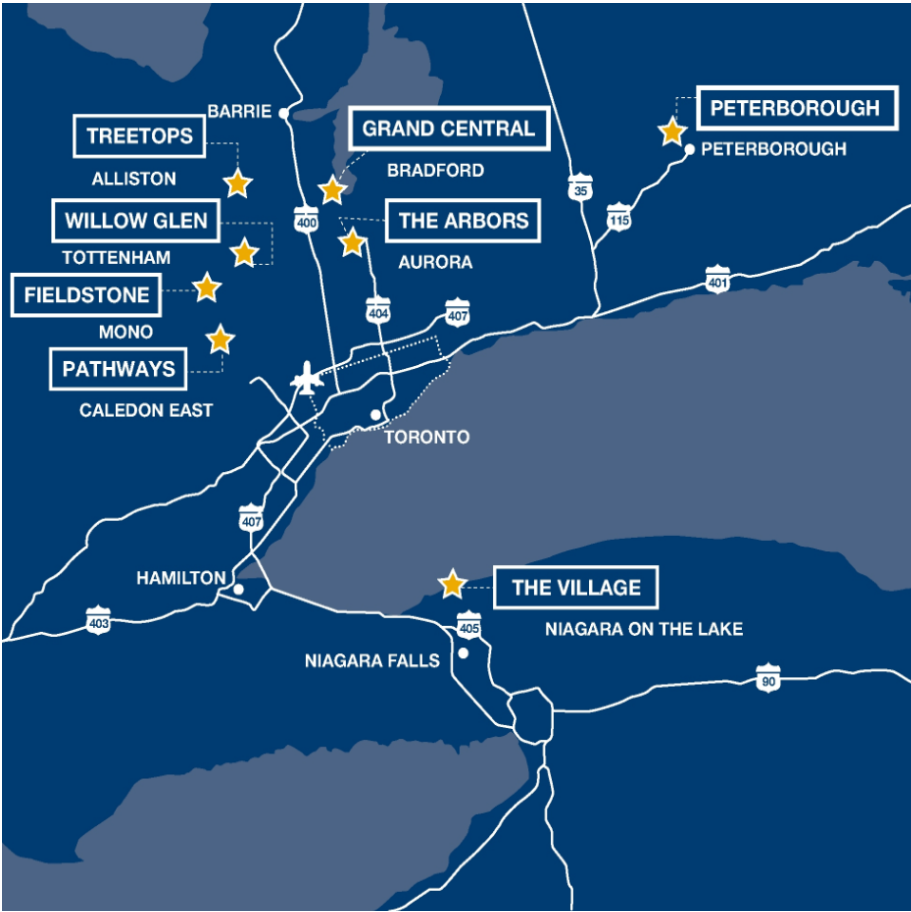 BARRIE
TREETOPS
ALLISTON
GRAND CENTRAL
BRADFORD
PETERBOROUGH
PETERBOROUGH
WILLOW GLEN
TOTTENHAM
400
THE ARBORS
AURORA
35
115
FIELDSTONE
MONO
404
407
401
PATHWAYS
CALEDON EAST
TORONTO
407
HAMILTON
403
THE VILLAGE
NIAGARA ON THE LAKE
405
NIAGARA FALLS
90